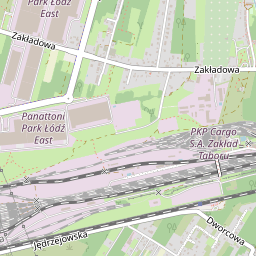 Park Łódź
East
Zakładowa
Zakładowa
Panattoni
Park Łódź
East
PKP Cargo
S.A. Zakład
Taboru
Jędrzejowska
Dworcowa